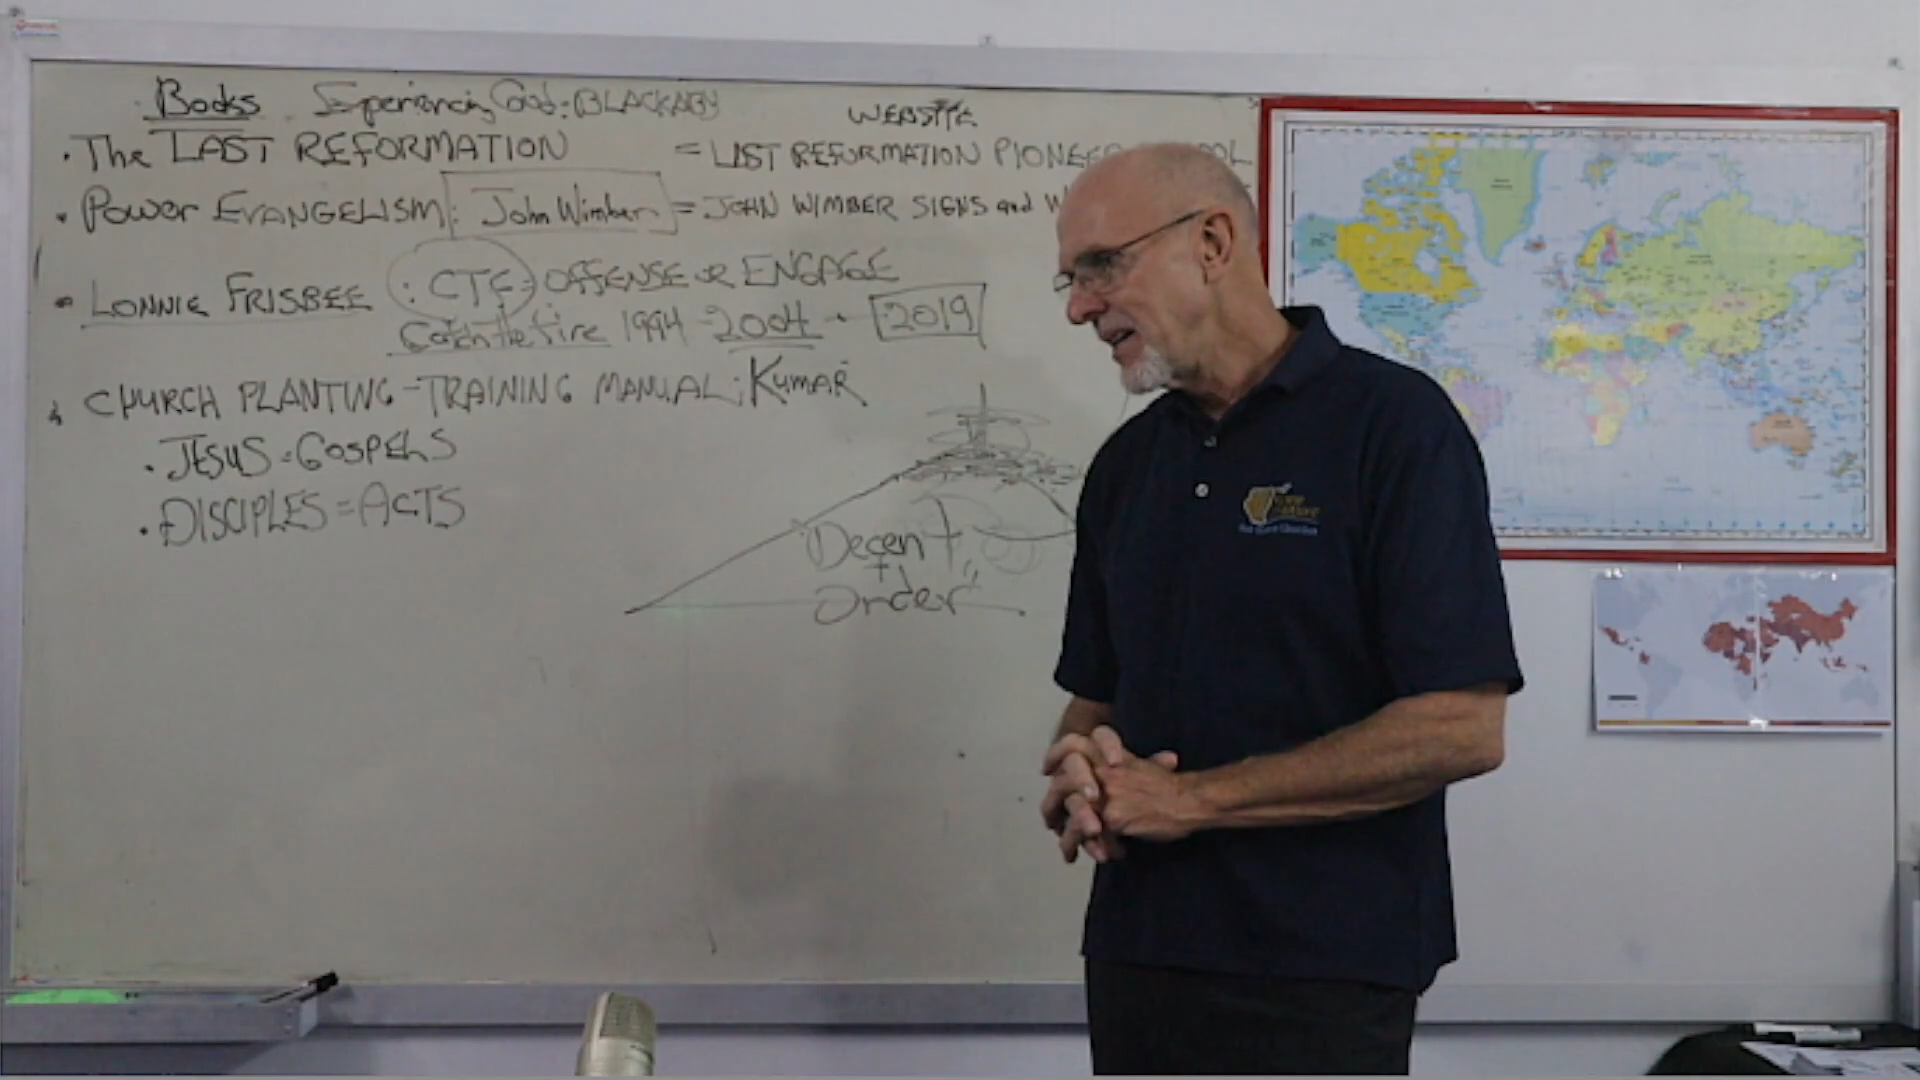 Books Experiencing God: BLACKABY
WEBSITE
• The LAST REFORMATION = LAST REFORMATION PIONEER
• POWER EVANGELISM: John Wimber = JOHN WIMBER SIGNS and W
• LONNIE FRISBEE : CTF = OFFENSE or ENGAGE
Catch the Fire 1994 - 2004 - 2019
• CHURCH PLANTING - TRAINING MANUAL: KUMAR
• JESUS = GOSPELS
• DISCIPLES = ACTS
Decent
+
Order"